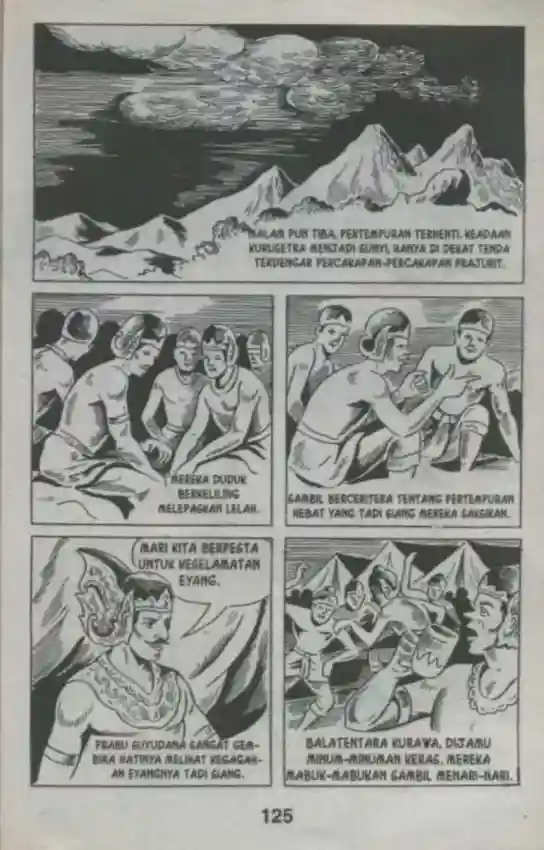 MALAM PUN TIBA, PERTEMPURAN TERHENTI. KEADAAN
KURUSETRA MENJADI SUNYI, HANYA DI DEKAT TENDA
TERDENGAR PERCAKAPAN-PERCAKAPAN PRAJURIT.
MEREKA DUDUK
BERKELILING
MELEPASKAN LELAH.
SAMBIL BERCERITERA TENTANG PERTEMPURAN
HEBAT YANG TADI SIANG MEREKA SAKSIKAN.
MARI KITA BERPESTA
UNTUK KESELAMATAN
EYANG.
PRABU SUYUDANA SANGAT GEM-
BIRA HATINYA MELIHAT KEGAGAH-
AN EYANGNYA TADI SIANG.
BALATENTARA KURAWA, DIJAMU
MINUM-MINUMAN KERAS. MEREKA
MABUK-MABUKAN SAMBIL MENARI-NARI.
125